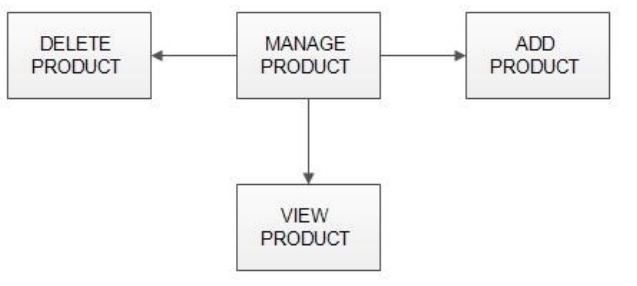 DELETE
PRODUCT
MANAGE
PRODUCT
ADD
PRODUCT
VIEW
PRODUCT